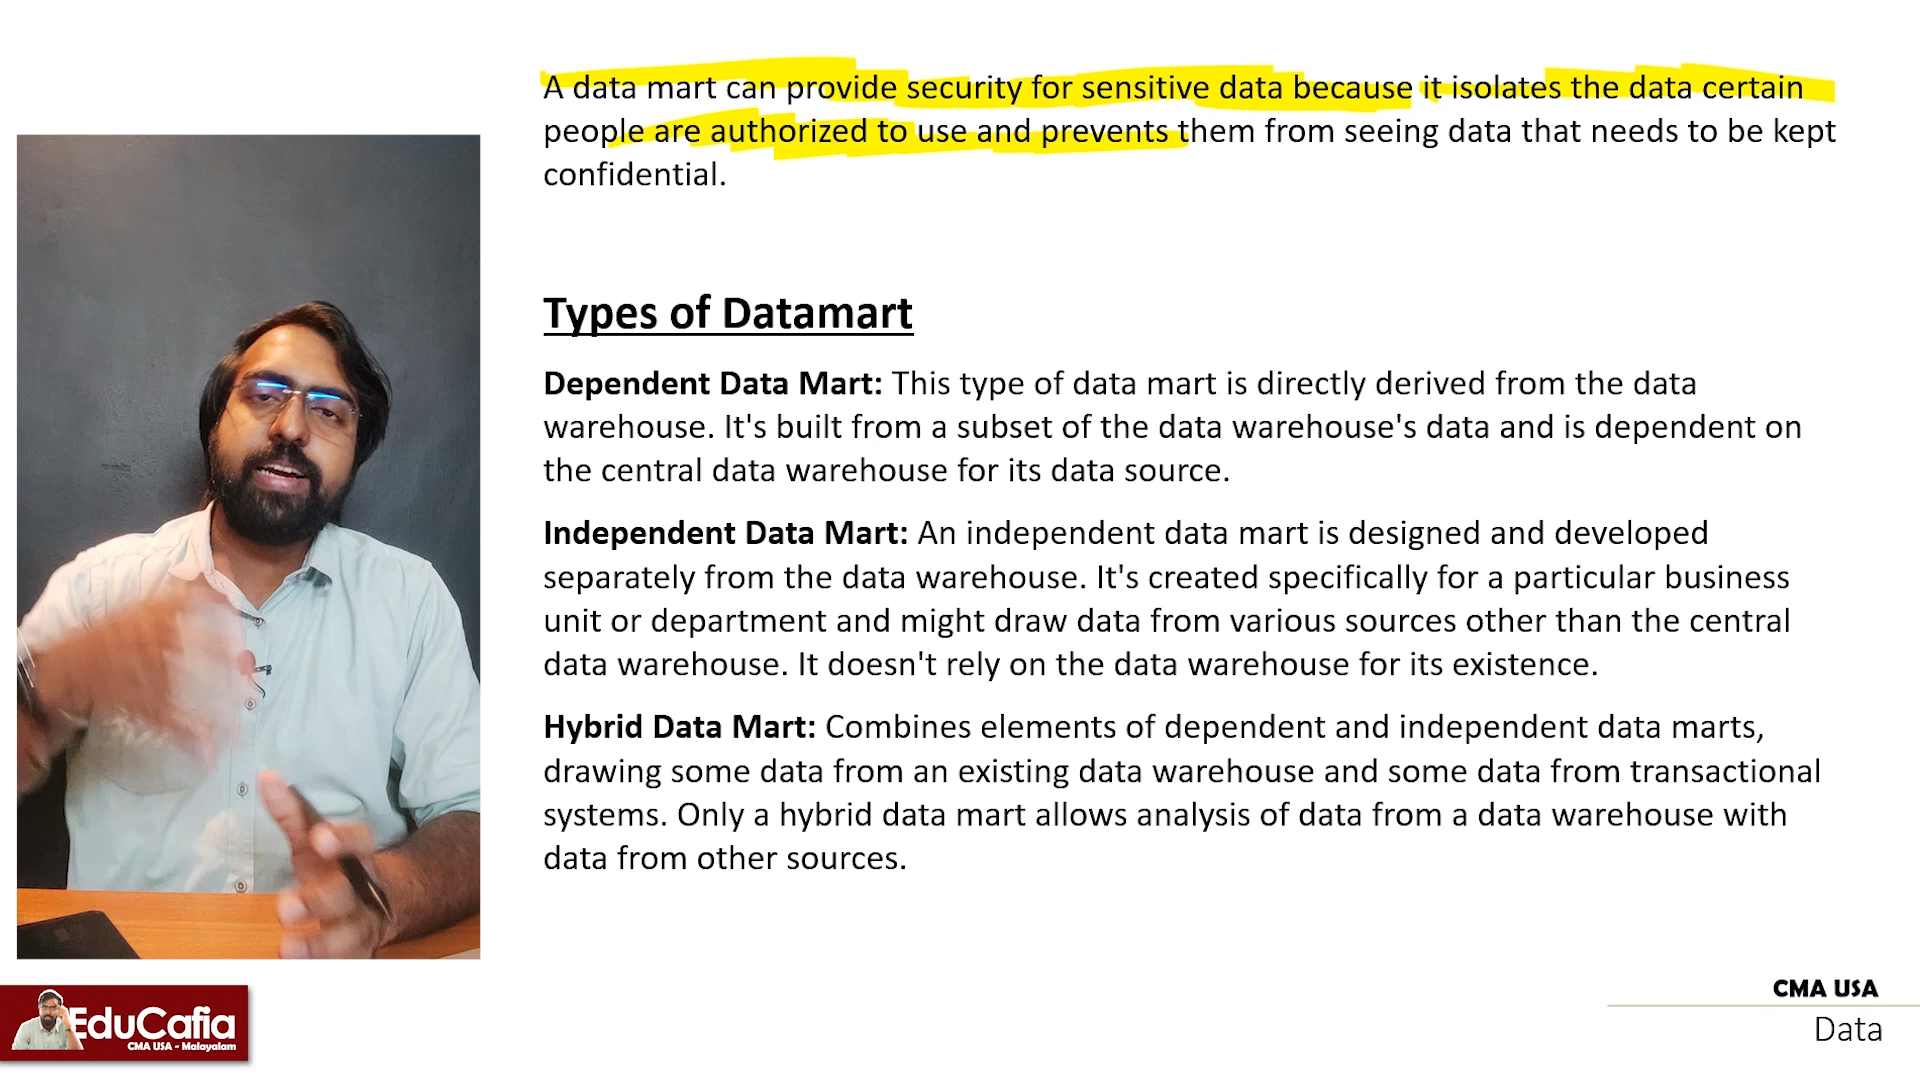 A data mart can provide security for sensitive data because it isolates the data certain
people are authorized to use and prevents them from seeing data that needs to be kept
confidential.
Types of Datamart
Dependent Data Mart: This type of data mart is directly derived from the data
warehouse. It's built from a subset of the data warehouse's data and is dependent on
the central data warehouse for its data source.
Independent Data Mart: An independent data mart is designed and developed
separately from the data warehouse. It's created specifically for a particular business
unit or department and might draw data from various sources other than the central
data warehouse. It doesn't rely on the data warehouse for its existence.
Hybrid Data Mart: Combines elements of dependent and independent data marts,
drawing some data from an existing data warehouse and some data from transactional
systems. Only a hybrid data mart allows analysis of data from a data warehouse with
data from other sources.
EduCafia
CMA USA - Malayalam
CMA USA
Data